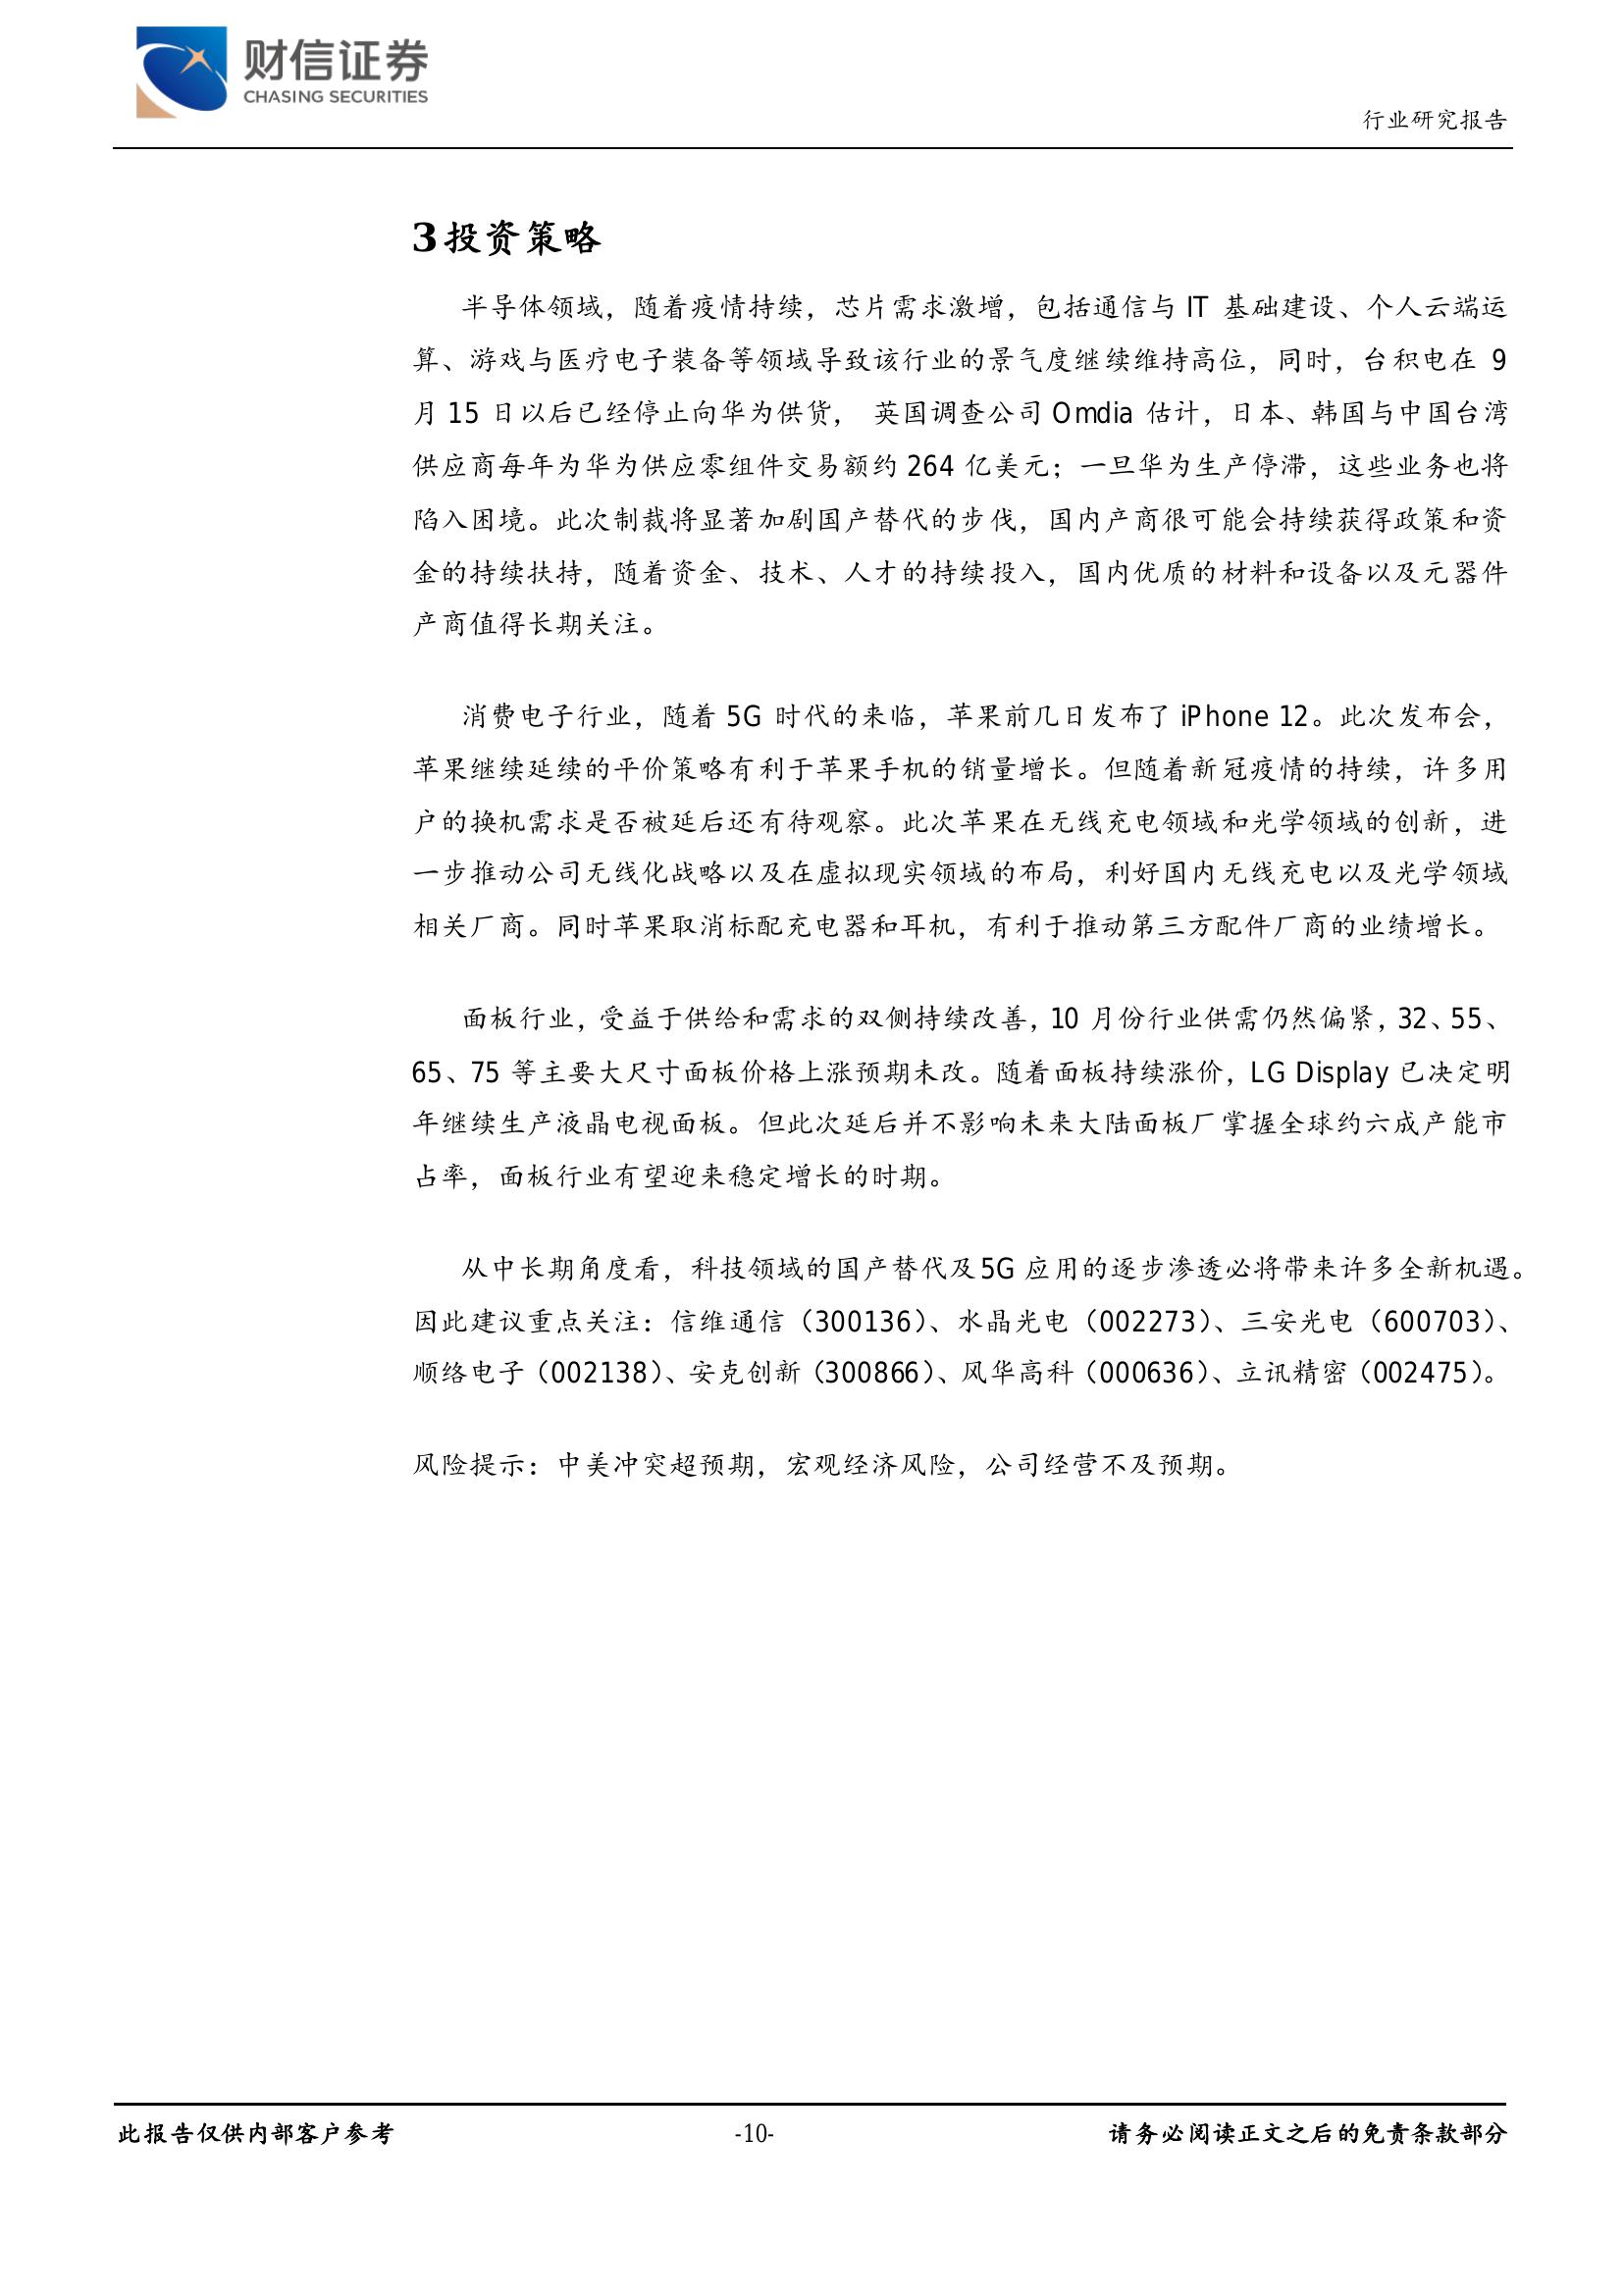 财信证券
CHASING SECURITIES
行业研究报告
3 投资策略
半导体领域，随着疫情持续，芯片需求激增，包括通信与 IT 基础建设、个人云端运
算、游戏与医疗电子装备等领域导致该行业的景气度继续维持高位，同时，台积电在 9
月 15 日以后已经停止向华为供货， 英国调查公司 Omdia 估计，日本、韩国与中国台湾
供应商每年为华为供应零组件交易额约 264 亿美元；一旦华为生产停滞，这些业务也将
陷入困境。此次制裁将显著加剧国产替代的步伐，国内产商很可能会持续获得政策和资
金的持续扶持，随着资金、技术、人才的持续投入，国内优质的材料和设备以及元器件
产商值得长期关注。
消费电子行业，随着 5G 时代的来临，苹果前几日发布了 iPhone 12。此次发布会，
苹果继续延续的平价策略有利于苹果手机的销量增长。但随着新冠疫情的持续，许多用
户的换机需求是否被延后还有待观察。此次苹果在无线充电领域和光学领域的创新，进
一步推动公司无线化战略以及在虚拟现实领域的布局，利好国内无线充电以及光学领域
相关厂商。同时苹果取消标配充电器和耳机，有利于推动第三方配件厂商的业绩增长。
面板行业，受益于供给和需求的双侧持续改善，10 月份行业供需仍然偏紧，32、55、
65、75 等主要大尺寸面板价格上涨预期未改。随着面板持续涨价，LG Display 已决定明
年继续生产液晶电视面板。但此次延后并不影响未来大陆面板厂掌握全球约六成产能市
占率，面板行业有望迎来稳定增长的时期。
从中长期角度看，科技领域的国产替代及 5G 应用的逐步渗透必将带来许多全新机遇。
因此建议重点关注：信维通信（300136）、水晶光电（002273）、三安光电（600703）、
顺络电子（002138）、安克创新（300866）、风华高科（000636）、立讯精密（002475）。
风险提示：中美冲突超预期，宏观经济风险，公司经营不及预期。
此报告仅供内部客户参考
-10-
请务必阅读正文之后的免责条款部分